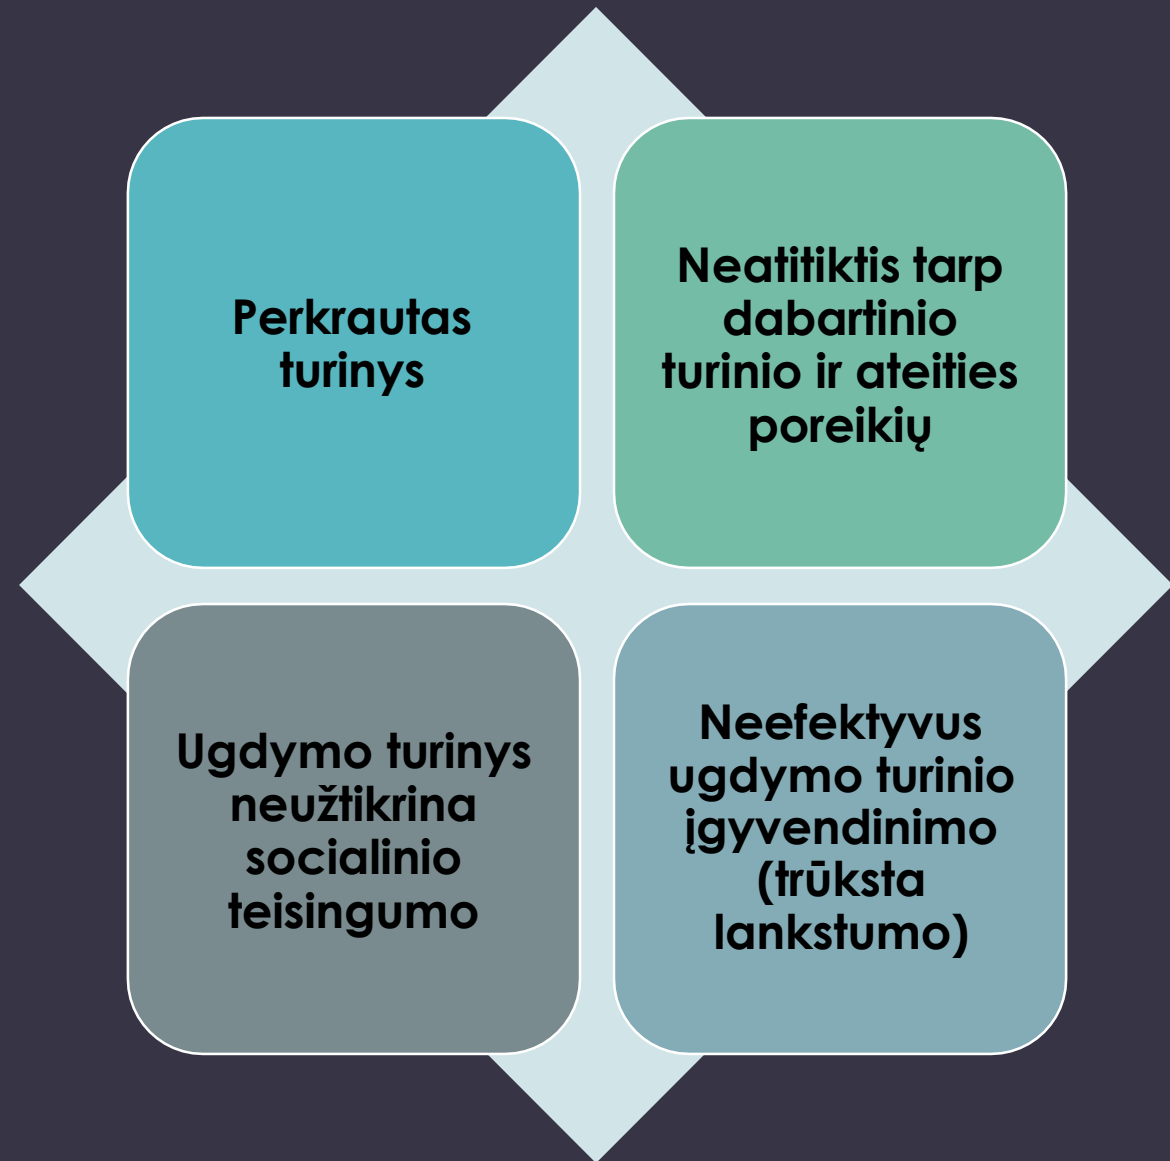 Perkrautas
turinys
Neatitiktis tarp
dabartinio
turinio ir ateities
poreikių
Ugdymo turinys
neužtikrina
socialinio
teisingumo
Neefektyvus
ugdymo turinio
įgyvendinimo
(trūksta
lankstumo)